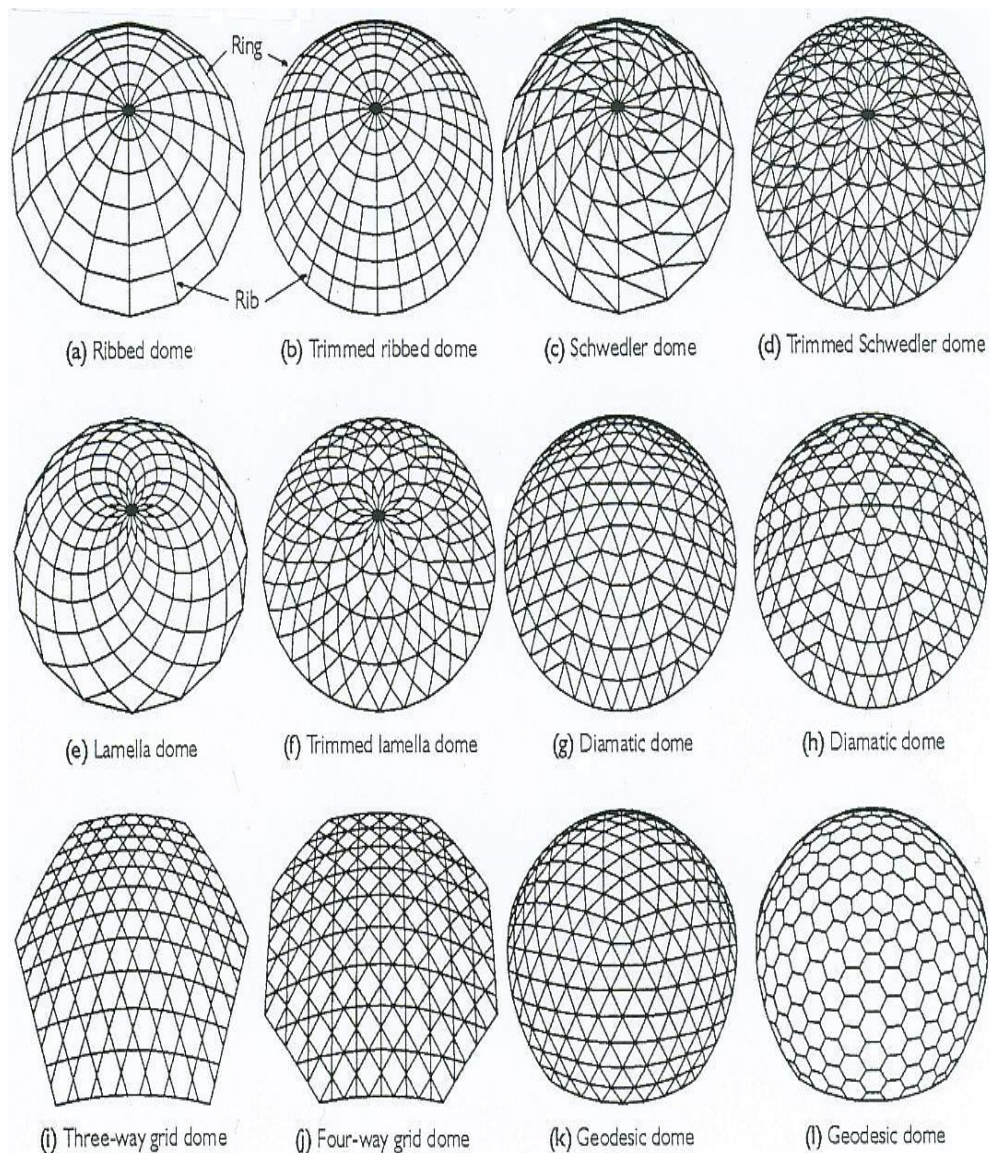 Ring
Rib
(a) Ribbed dome
(b) Trimmed ribbed dome
(c) Schwedler dome
(d) Trimmed Schwedler dome
(e) Lamella dome
(f) Trimmed lamella dome
(g) Diamatic dome
(h) Diamatic dome
(i) Three-way grid dome
(j) Four-way grid dome
(k) Geodesic dome
(l) Geodesic dome